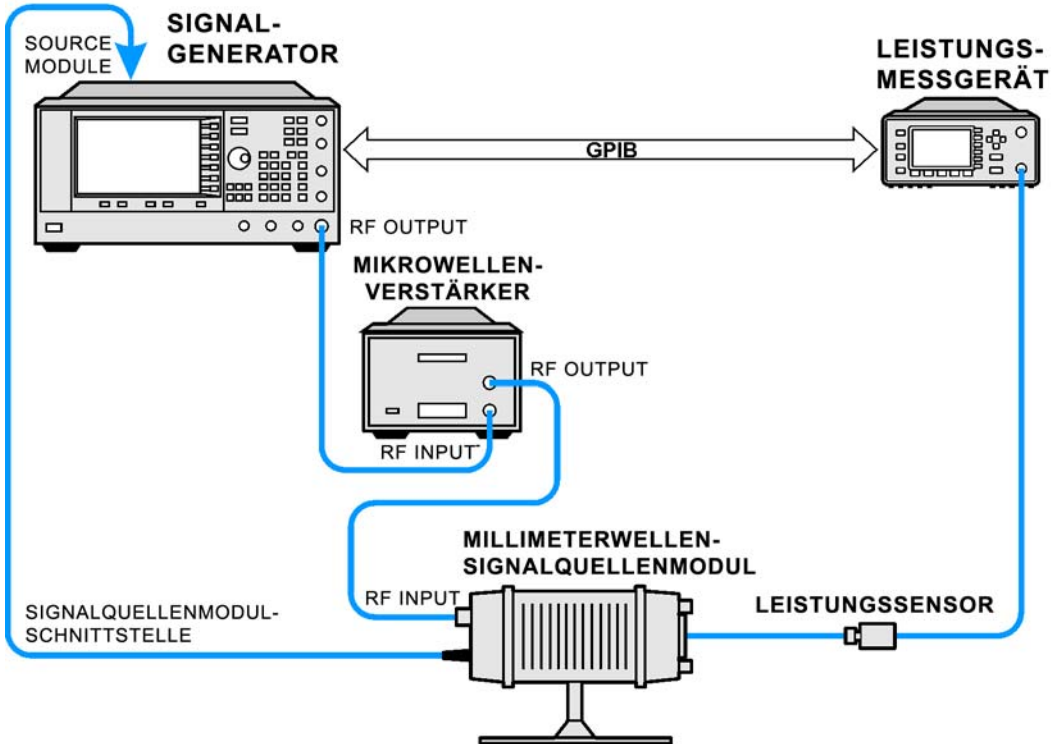 SIGNAL-
GENERATOR
SOURCE
MODULE
LEISTUNGS-
MESSGERÄT
GPIB
RF OUTPUT
MIKROWELLEN-
VERSTÄRKER
RF OUTPUT
RF INPUT
MILLIMETERWELLEN-
SIGNALQUELLENMODUL
RF INPUT
LEISTUNGSSENSOR
SIGNALQUELLENMODUL-
SCHNITTSTELLE